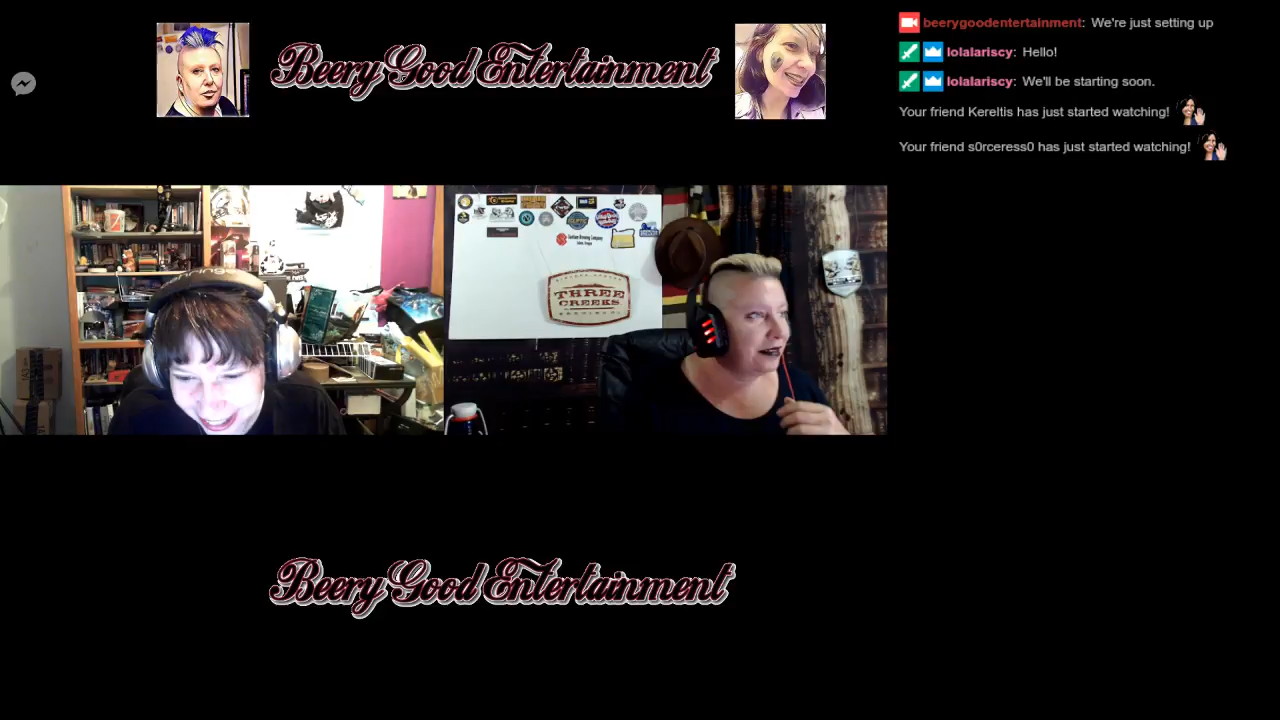 Beery Good Entertainment
beerygoodentertainment: We're just setting up
lolalariscy: Hello!
lolalariscy: We'll be starting soon.
Your friend Kereltis has just started watching!
Your friend s0rceress0 has just started watching!
THREE
CREEKS
Beery Good Entertainment